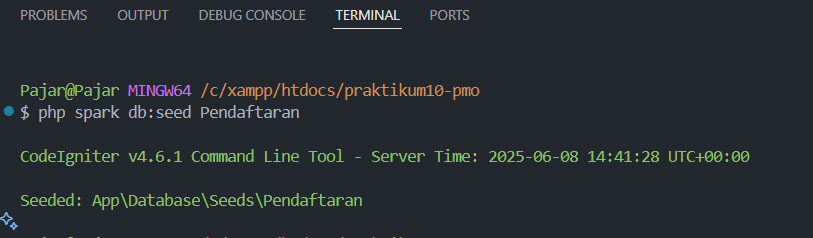 PROBLEMS OUTPUT DEBUG CONSOLE TERMINAL PORTS
Pajar@Pajar MINGW64 /c/xampp/htdocs/praktikum10-pmo
$ php spark db:seed Pendaftaran
CodeIgniter v4.6.1 Command Line Tool - Server Time: 2025-06-08 14:41:28 UTC+00:00
Seeded: App\Database\Seeds\Pendaftaran